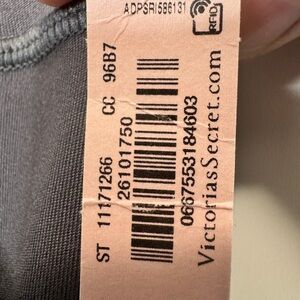 ADPSRI586131
RFID
ST 11171266 CC 96B7
26101750
0667553184603
VictoriasSecret.com